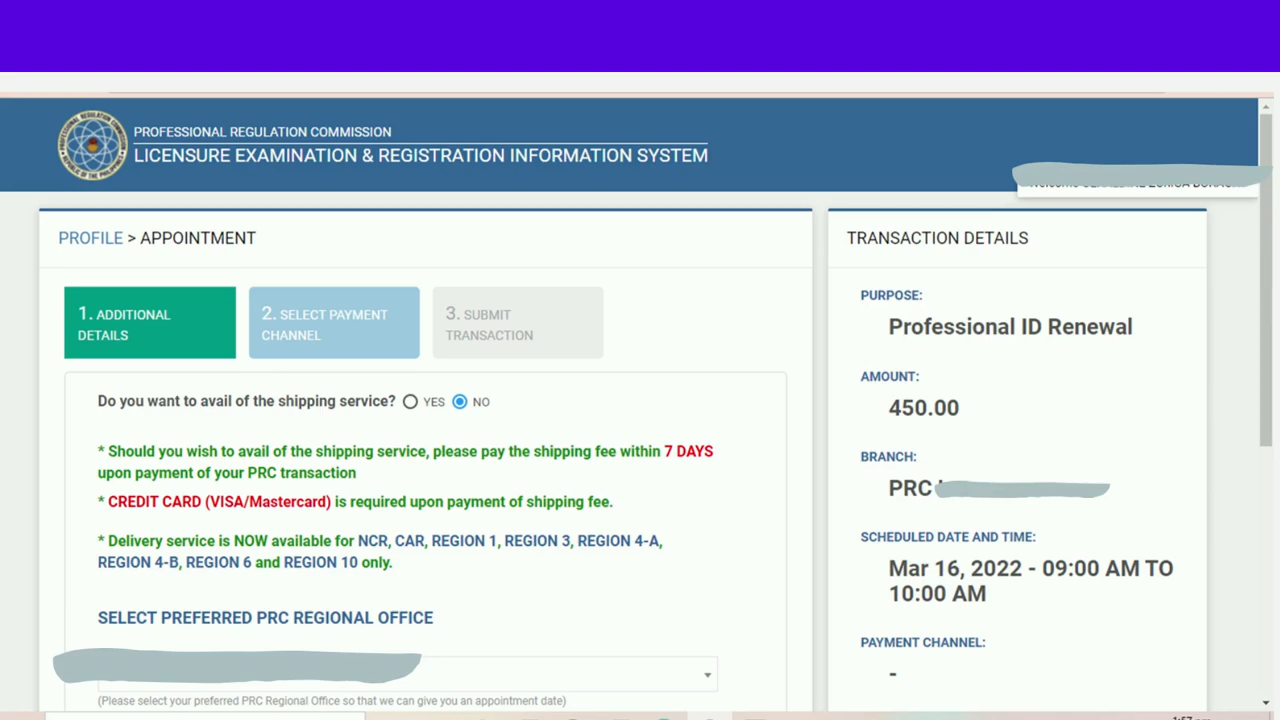 PROFESSIONAL REGULATION COMMISSION
LICENSURE EXAMINATION & REGISTRATION INFORMATION SYSTEM
PROFILE > APPOINTMENT
1. ADDITIONAL
DETAILS
2. SELECT PAYMENT
CHANNEL
3. SUBMIT
TRANSACTION
Do you want to avail of the shipping service? YES NO
* Should you wish to avail of the shipping service, please pay the shipping fee within 7 DAYS
upon payment of your PRC transaction
* CREDIT CARD (VISA/Mastercard) is required upon payment of shipping fee.
* Delivery service is NOW available for NCR, CAR, REGION 1, REGION 3, REGION 4-A,
REGION 4-B, REGION 6 and REGION 10 only.
SELECT PREFERRED PRC REGIONAL OFFICE
(Please select your preferred PRC Regional Office so that we can give you an appointment date)
TRANSACTION DETAILS
PURPOSE:
Professional ID Renewal
AMOUNT:
450.00
BRANCH:
PRC
SCHEDULED DATE AND TIME:
Mar 16, 2022 - 09:00 AM TO
10:00 AM
PAYMENT CHANNEL:
-